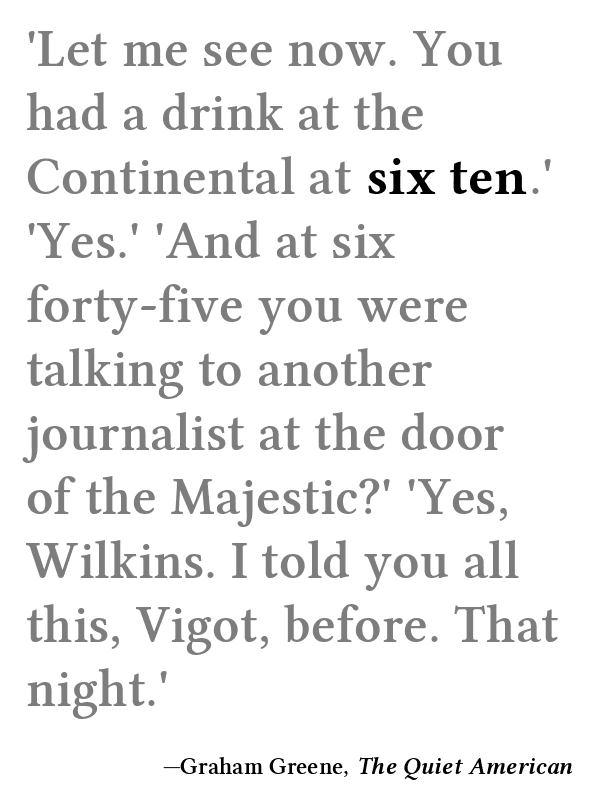 'Let me see now. You
had a drink at the
Continental at six ten.'
'Yes.' 'And at six
forty-five you were
talking to another
journalist at the door
of the Majestic?' 'Yes,
Wilkins. I told you all
this, Vigot, before. That
night.'
—Graham Greene, The Quiet American